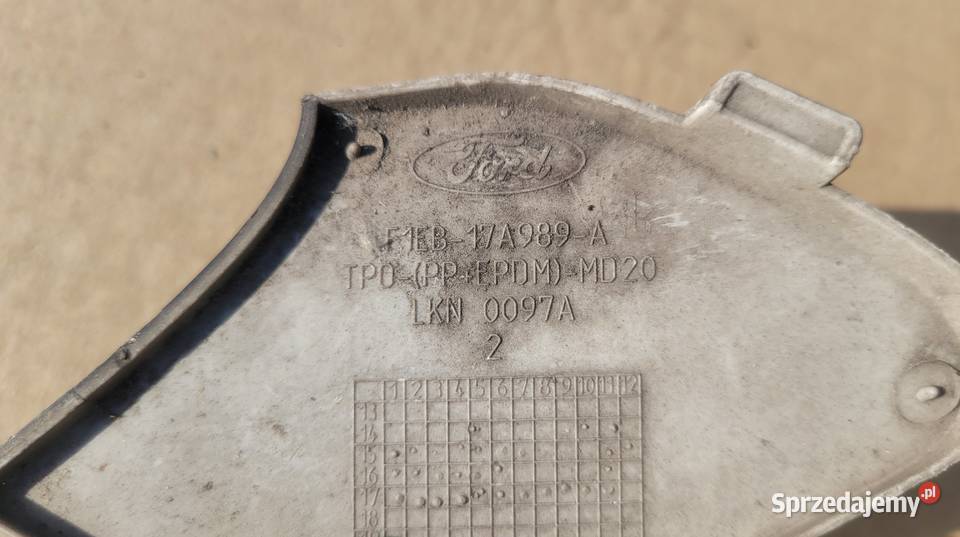 Ford
F1EB-17A989-A
TPO-(PP+EPDM)-MD20
LKN 0097A
2
1 2 3 4 5 6 7 8 9 10 11 12
13
14
15
16
17
18
Sprzedajemy.pl